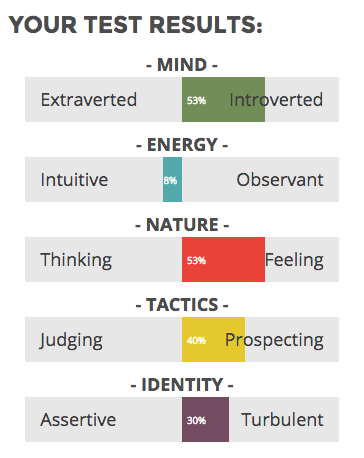 YOUR TEST RESULTS:
- MIND -
Extraverted 53% Introverted
- ENERGY -
Intuitive 8% Observant
- NATURE -
Thinking 53% Feeling
- TACTICS -
Judging 40% Prospecting
- IDENTITY -
Assertive 30% Turbulent